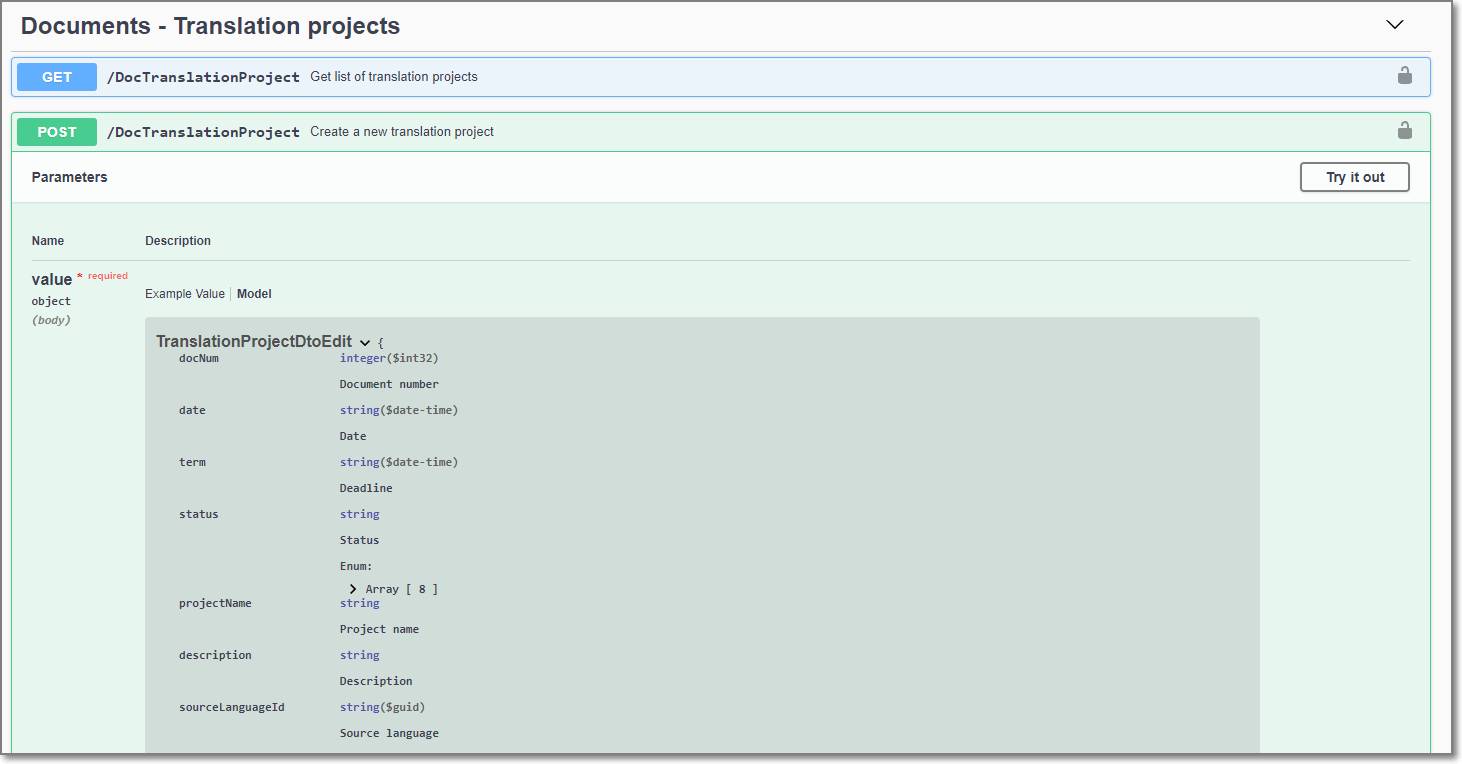 Documents - Translation projects
GET /DocTranslationProject Get list of translation projects
POST /DocTranslationProject Create a new translation project
Parameters Try it out
Name Description
value * required
object
(body)
Example Value Model
TranslationProjectDtoEdit {
docNum integer($int32)
Document number
date string($date-time)
Date
term string($date-time)
Deadline
status string
Status
Enum:
Array [ 8 ]
projectName string
Project name
description string
Description
sourceLanguageId string($guid)
Source language